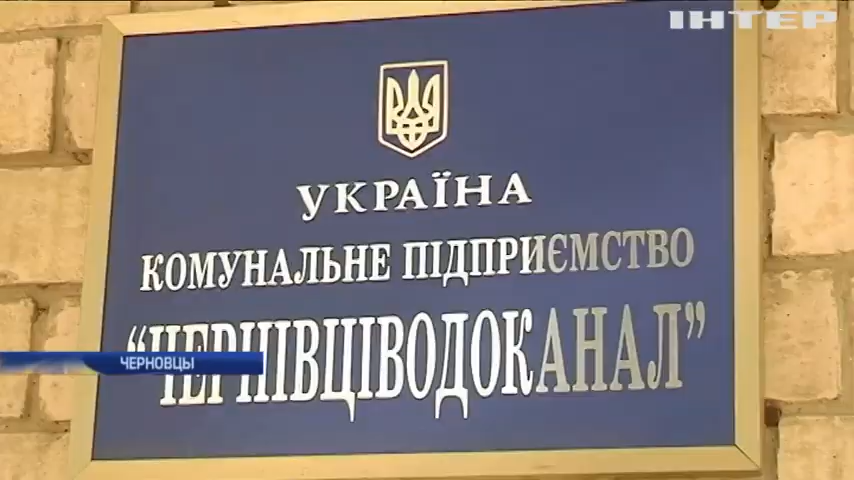 ІНТЕР
УКРАЇНА
КОМУНАЛЬНЕ ПІДПРИЄМСТВО
“ЧЕРНІВЦІВОДОКАНАЛ”
ЧЕРНОВЦЫ